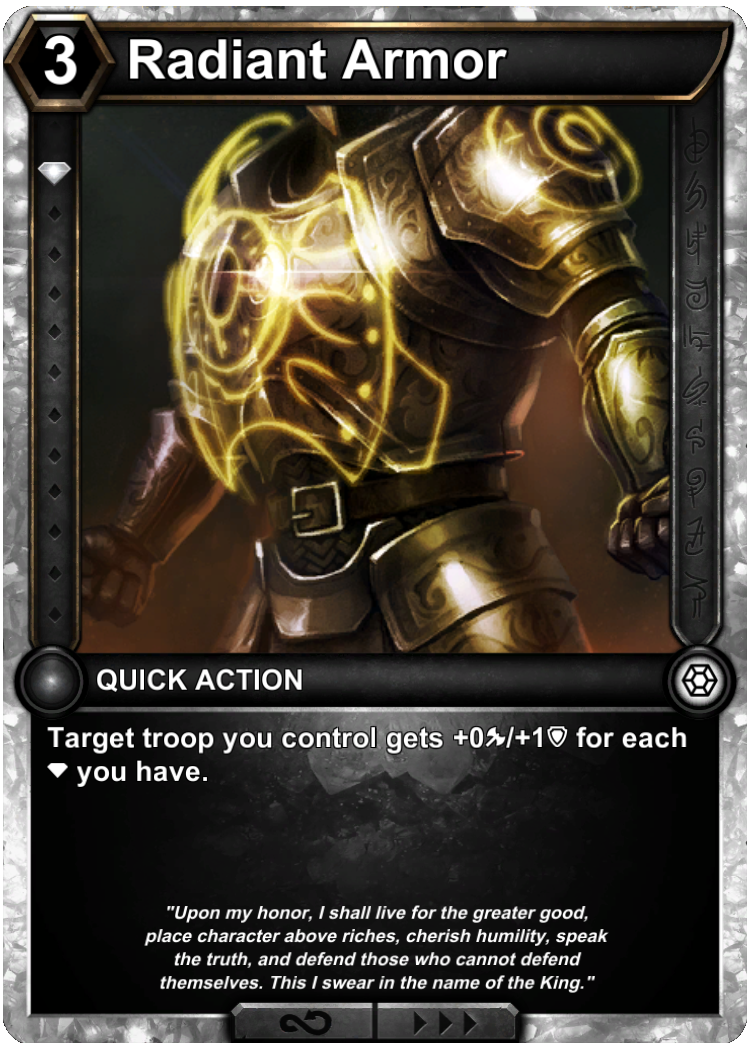 3 Radiant Armor
QUICK ACTION
Target troop you control gets +0/+1 for each
you have.
"Upon my honor, I shall live for the greater good,
place character above riches, cherish humility, speak
the truth, and defend those who cannot defend
themselves. This I swear in the name of the King."